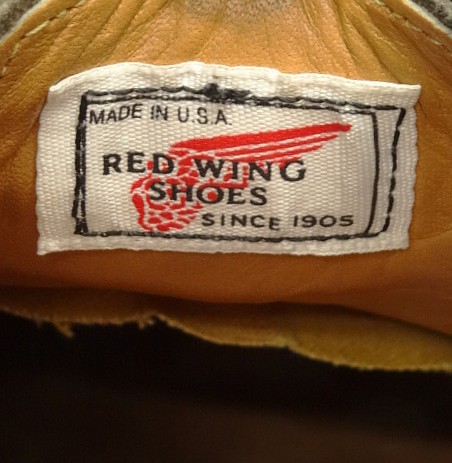 MADE IN U.S.A.
RED WING
SHOES
SINCE 1905